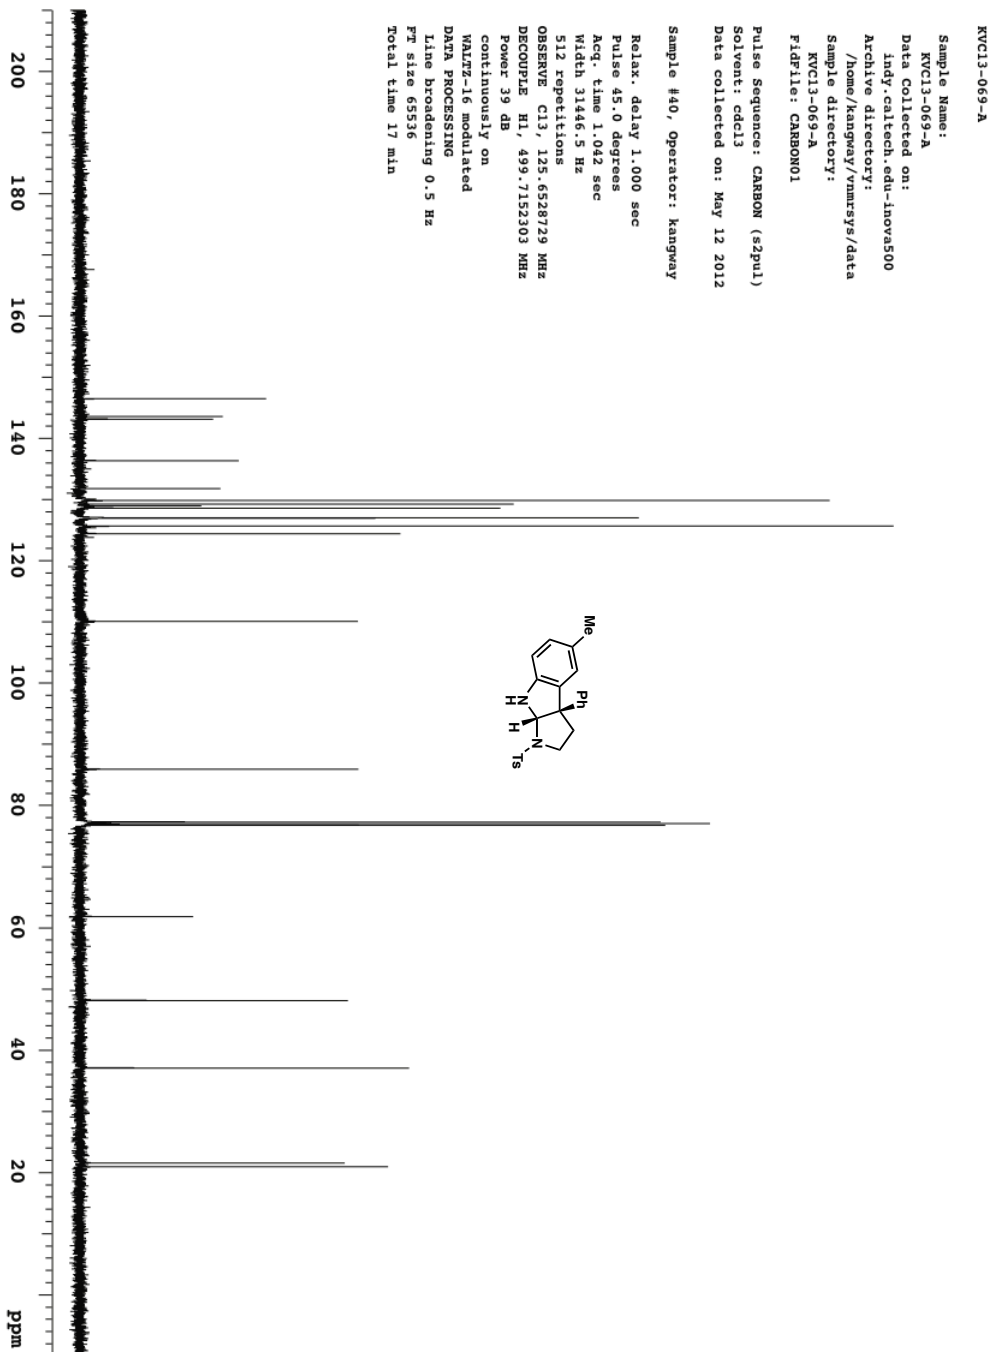 KVC13-069-A
Sample Name:
KVC13-069-A
Data Collected on:
indy.caltech.edu-inova500
Archive directory:
/home/kangway/vnmrsys/data
Sample directory:
KVC13-069-A
FidFile: CARBON01
Pulse Sequence: CARBON (s2pul)
Solvent: cdcl3
Data collected on: May 12 2012
Sample #40, Operator: kangway
Relax. delay 1.000 sec
Pulse 45.0 degrees
Acq. time 1.042 sec
Width 31446.5 Hz
512 repetitions
OBSERVE C13, 125.6528729 MHz
DECOUPLE H1, 499.7152303 MHz
Power 39 dB
continuously on
WALTZ-16 modulated
DATA PROCESSING
Line broadening 0.5 Hz
FT size 65536
Total time 17 min
Me
Ph
N
H
H
N
Ts
200 180 160 140 120 100 80 60 40 20 ppm